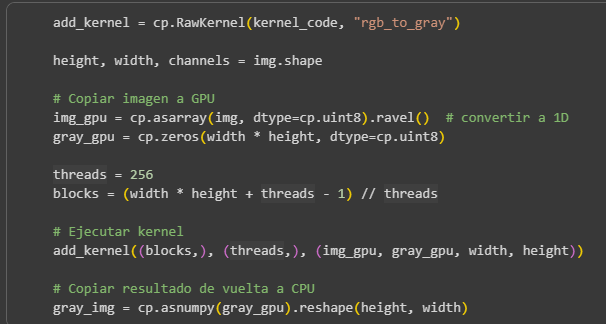 add_kernel = cp.RawKernel(kernel_code, "rgb_to_gray")
height, width, channels = img.shape
# Copiar imagen a GPU
img_gpu = cp.asarray(img, dtype=cp.uint8).ravel()  # convertir a 1D
gray_gpu = cp.zeros(width * height, dtype=cp.uint8)
threads = 256
blocks = (width * height + threads - 1) // threads
# Ejecutar kernel
add_kernel((blocks,), (threads,), (img_gpu, gray_gpu, width, height))
# Copiar resultado de vuelta a CPU
gray_img = cp.asnumpy(gray_gpu).reshape(height, width)